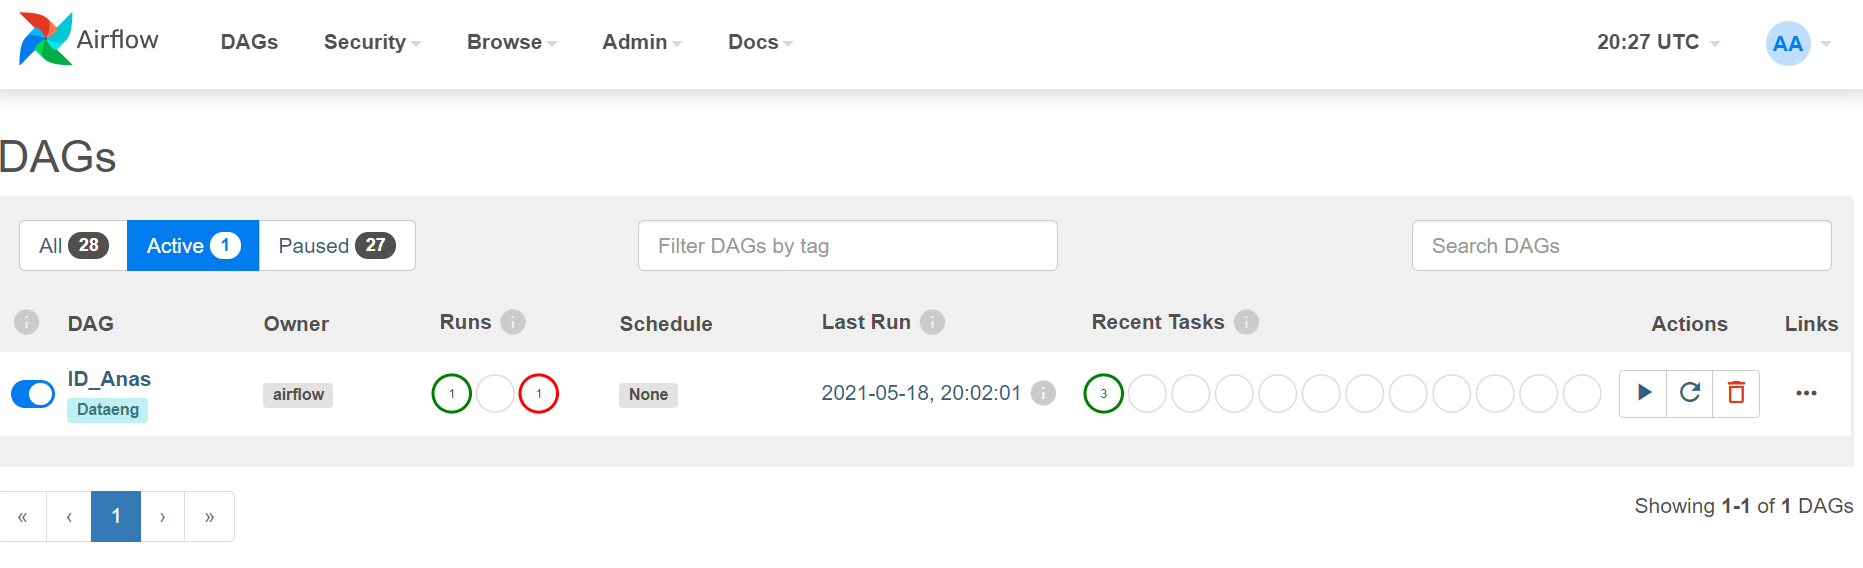 Airflow DAGs Security Browse Admin Docs 20:27 UTC AA
DAGs
All 28 Active 1 Paused 27 Filter DAGs by tag Search DAGs
i DAG Owner Runs i Schedule Last Run i Recent Tasks i Actions Links
ID_Anas
Dataeng airflow 1 1 None 2021-05-18, 20:02:01 i 3 ...
« ‹ 1 › » Showing 1-1 of 1 DAGs